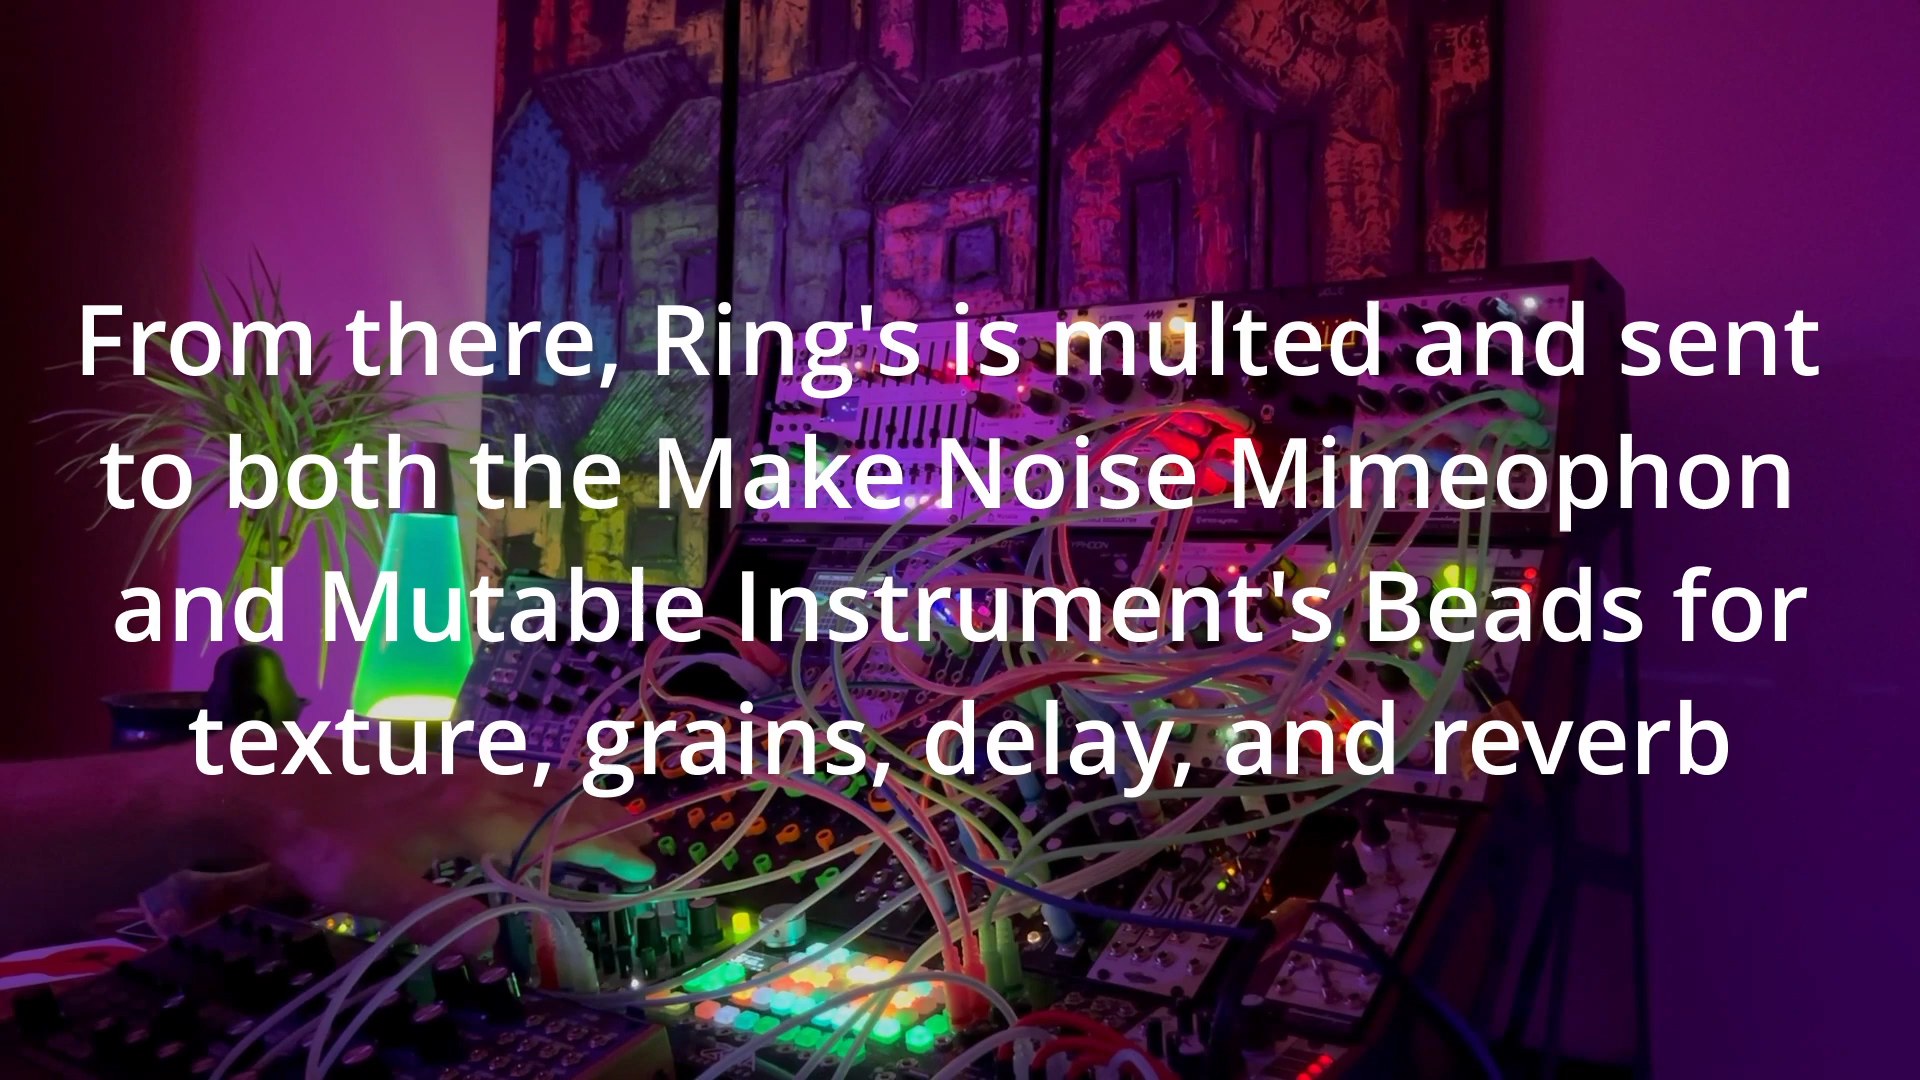 From there, Ring's is multed and sent
to both the Make Noise Mimeophon
and Mutable Instrument's Beads for
texture, grains, delay, and reverb